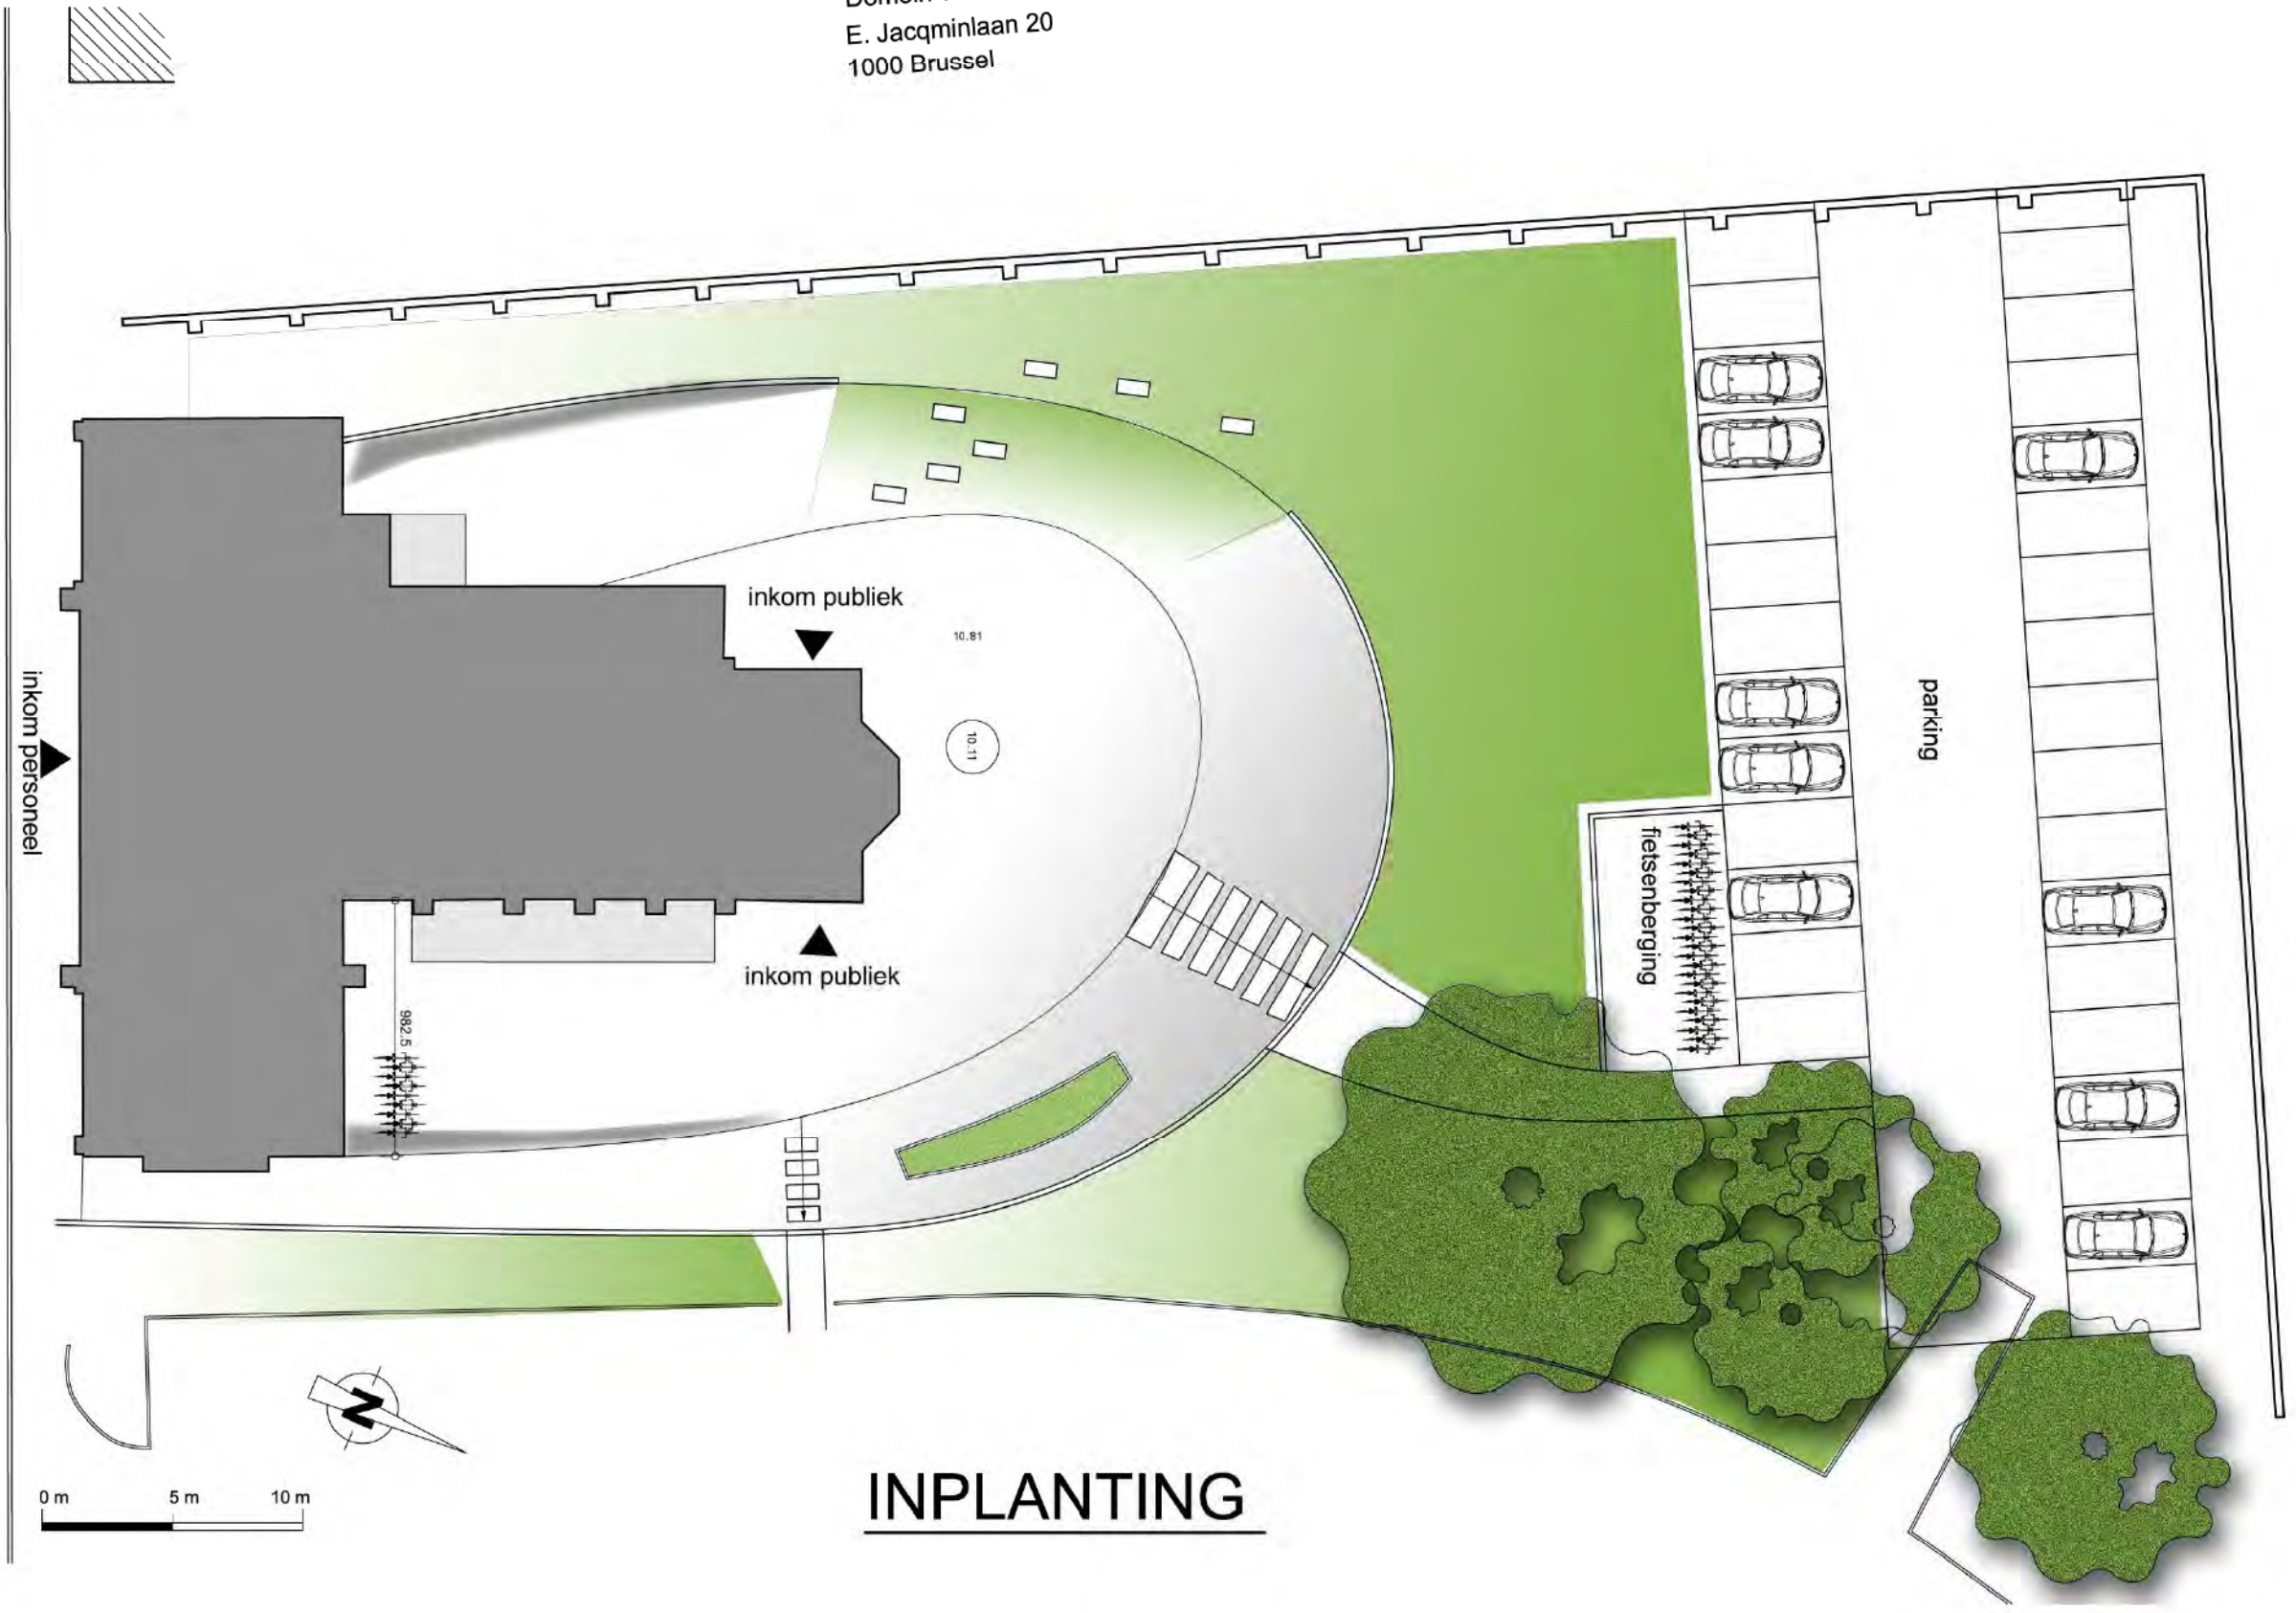 E. Jacqminlaan 20
1000 Brussel
inkom publiek
10.81
parking
inkom personeel
10.11
fietsenberging
inkom publiek
982.5
N
0 m 5 m 10 m
INPLANTING